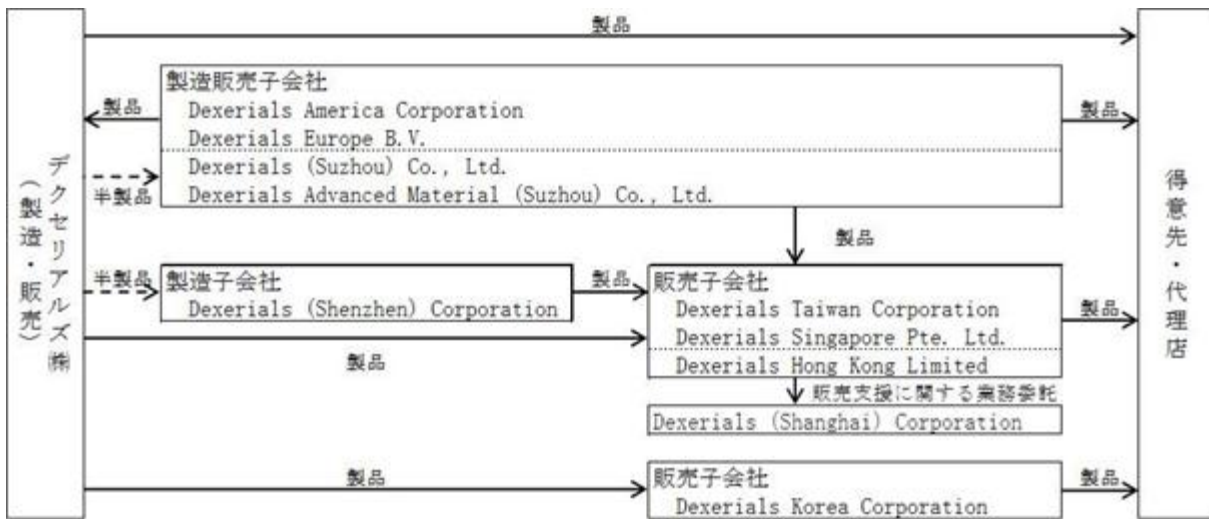 製品
デクセリアルズ㈱
(製造・販売)
製造販売子会社
Dexerials America Corporation
Dexerials Europe B.V.
Dexerials (Suzhou) Co., Ltd.
Dexerials Advanced Material (Suzhou) Co., Ltd.
製品
半製品
製品
得意先・代理店
製品
半製品
製造子会社
Dexerials (Shenzhen) Corporation
製品
販売子会社
Dexerials Taiwan Corporation
Dexerials Singapore Pte. Ltd.
Dexerials Hong Kong Limited
製品
製品
販売支援に関する業務委託
Dexerials (Shanghai) Corporation
製品
販売子会社
Dexerials Korea Corporation
製品